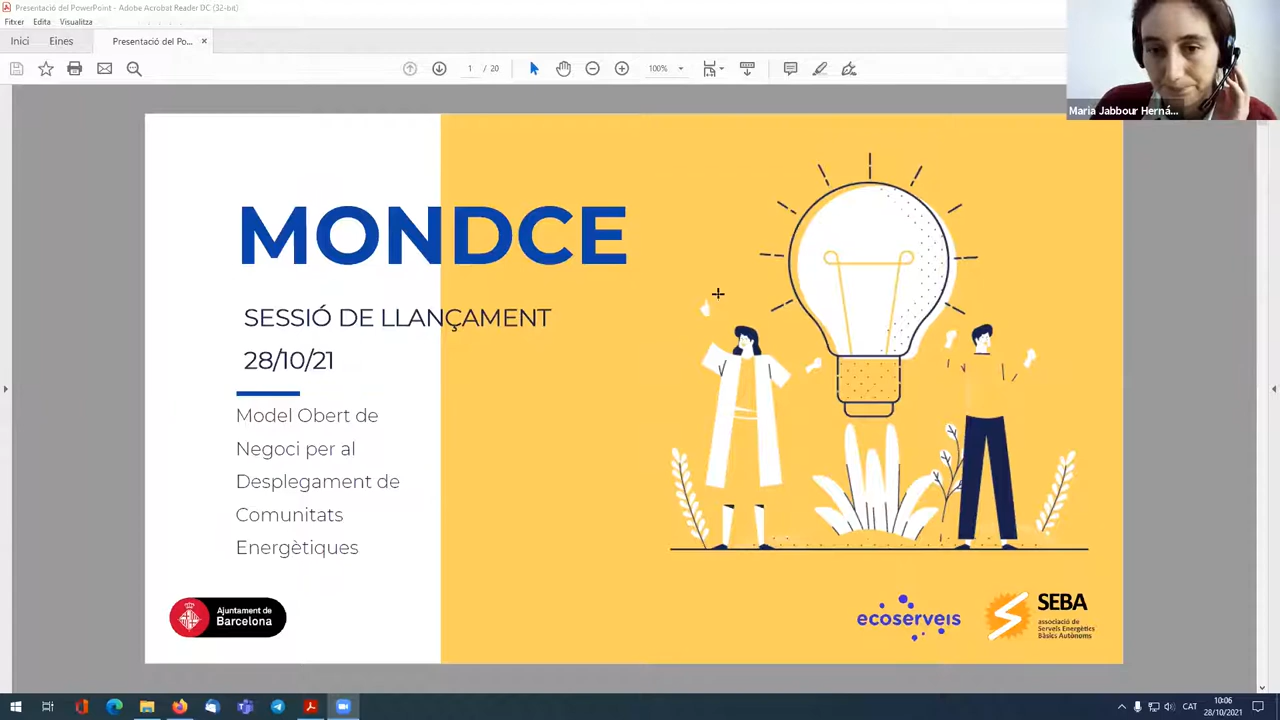 Presentació del PowerPoint - Adobe Acrobat Reader DC (32-bit)
Fitxer Edita Visualitza
Inici Eines Presentació del Po... ×
1 / 20 100%
Maria Jabbour Herná...
MONDCE
SESSIÓ DE LLANÇAMENT
28/10/21
Model Obert de
Negoci per al
Desplegament de
Comunitats
Energètiques
Ajuntament de
Barcelona
ecoserveis
SEBA
associació de
Serveis Energètics
Bàsics Autònoms
CAT
10:06
28/10/2021